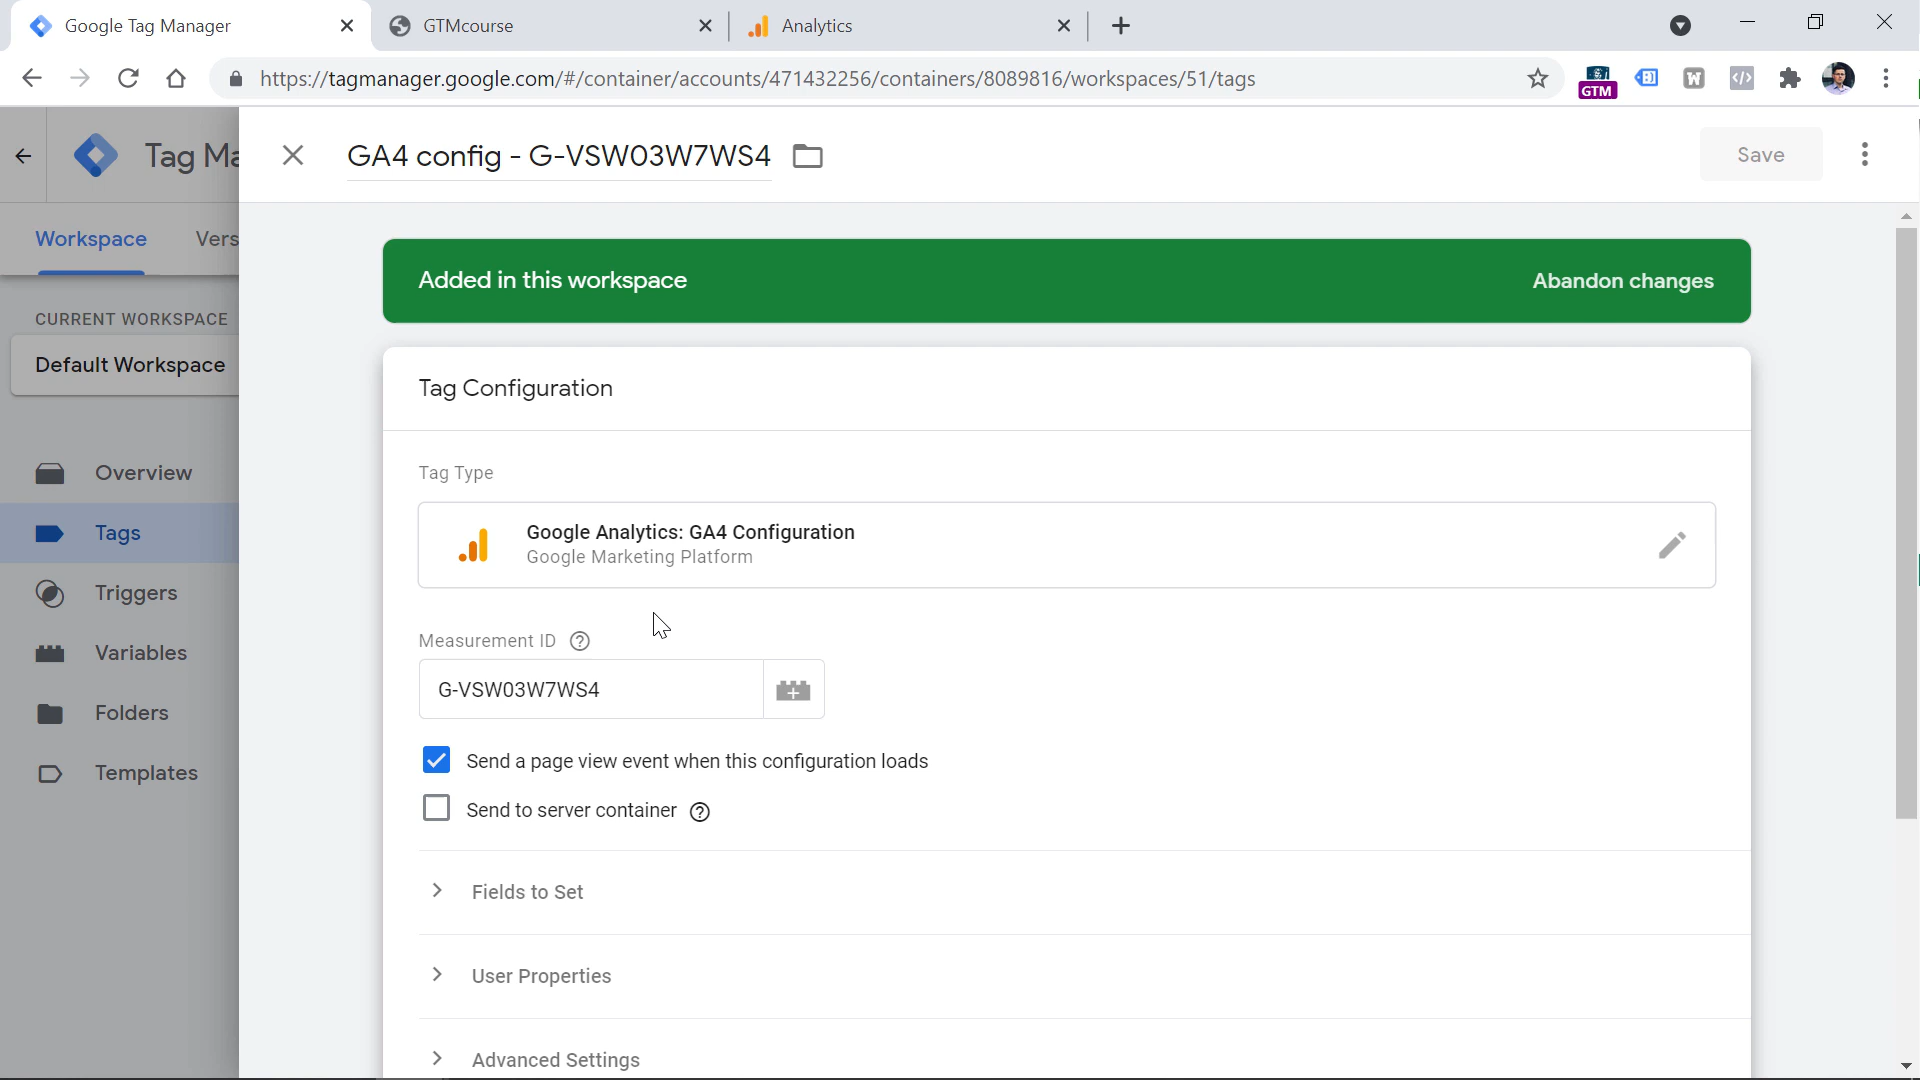 Google Tag Manager
GTMcourse
Analytics
https://tagmanager.google.com/#/container/accounts/471432256/containers/8089816/workspaces/51/tags
GTM
W
Tag Ma
GA4 config - G-VSW03W7WS4
Save
Workspace
Vers
Added in this workspace
Abandon changes
CURRENT WORKSPACE
Default Workspace
Tag Configuration
Overview
Tags
Triggers
Variables
Folders
Templates
Tag Type
Google Analytics: GA4 Configuration
Google Marketing Platform
Measurement ID
G-VSW03W7WS4
Send a page view event when this configuration loads
Send to server container
Fields to Set
User Properties
Advanced Settings